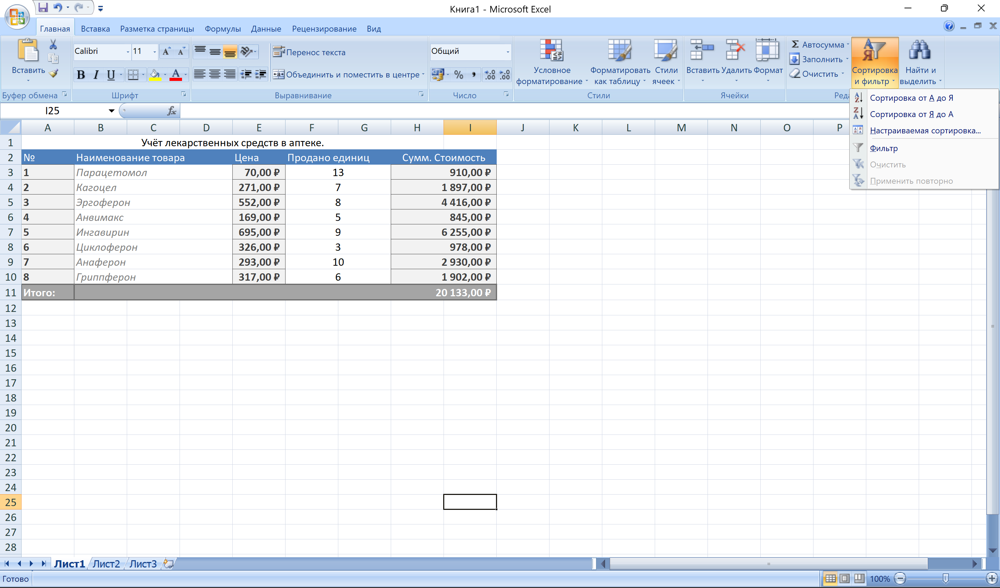 Книга1 - Microsoft Excel
Главная Вставка Разметка страницы Формулы Данные Рецензирование Вид
Вставить
Буфер обмена
Calibri 11
Шрифт
Перенос текста
Объединить и поместить в центре
Выравнивание
Общий
Число
Условное форматирование
Форматировать как таблицу
Стили ячеек
Стили
Вставить Удалить Формат
Ячейки
Σ Автосумма
Заполнить
Очистить
Сортировка и фильтр
Найти и выделить
Реда
Сортировка от А до Я
Сортировка от Я до А
Настраиваемая сортировка...
Фильтр
Очистить
Применить повторно
I25 fx
A B C D E F G H I J K L M N O P
1 Учёт лекарственных средств в аптеке.
2 № Наименование товара Цена Продано единиц Сумм. Стоимость
3 1 Парацетомол 70,00 ₽ 13 910,00 ₽
4 2 Кагоцел 271,00 ₽ 7 1 897,00 ₽
5 3 Эргоферон 552,00 ₽ 8 4 416,00 ₽
6 4 Анвимакс 169,00 ₽ 5 845,00 ₽
7 5 Ингавирин 695,00 ₽ 9 6 255,00 ₽
8 6 Циклоферон 326,00 ₽ 3 978,00 ₽
9 7 Анаферон 293,00 ₽ 10 2 930,00 ₽
10 8 Гриппферон 317,00 ₽ 6 1 902,00 ₽
11 Итого: 20 133,00 ₽
12
13
14
15
16
17
18
19
20
21
22
23
24
25
26
27
28
Лист1 Лист2 Лист3
Готово 100%